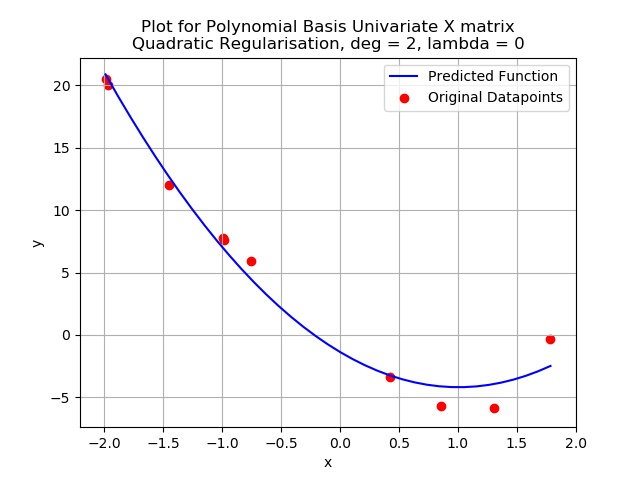 Plot for Polynomial Basis Univariate X matrix
Quadratic Regularisation, deg = 2, lambda = 0
Predicted Function
Original Datapoints
20
15
10
5
0
−5
y
−2.0 −1.5 −1.0 −0.5 0.0 0.5 1.0 1.5 2.0
x